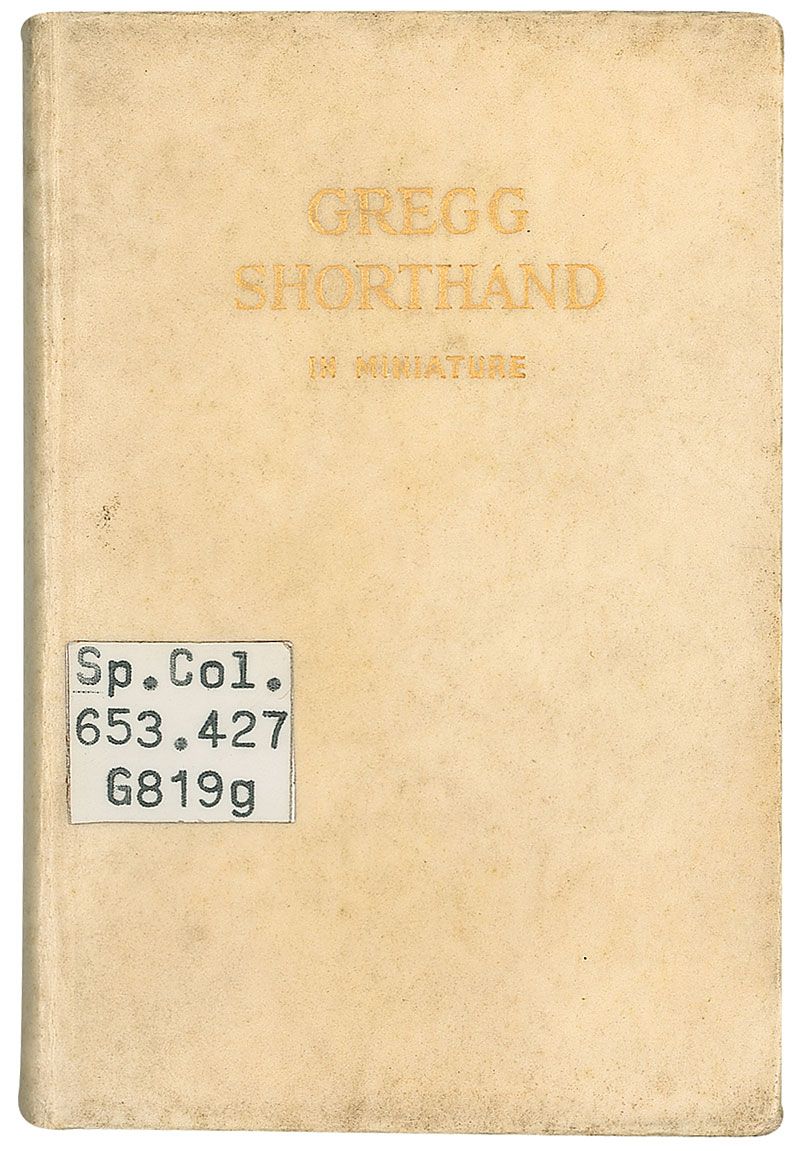 GREGG
SHORTHAND
IN MINIATURE
Sp.Col.
653.427
G819g